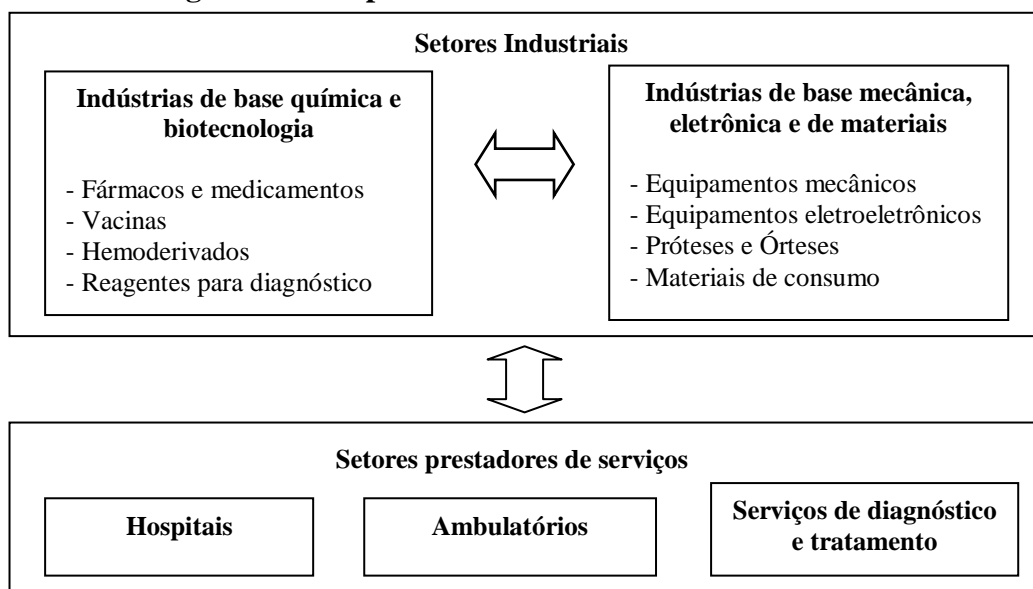 Setores Industriais
Indústrias de base química e
biotecnologia
- Fármacos e medicamentos
- Vacinas
- Hemoderivados
- Reagentes para diagnóstico
Indústrias de base mecânica,
eletrônica e de materiais
- Equipamentos mecânicos
- Equipamentos eletroeletrônicos
- Próteses e Órteses
- Materiais de consumo
Setores prestadores de serviços
Hospitais
Ambulatórios
Serviços de diagnóstico
e tratamento